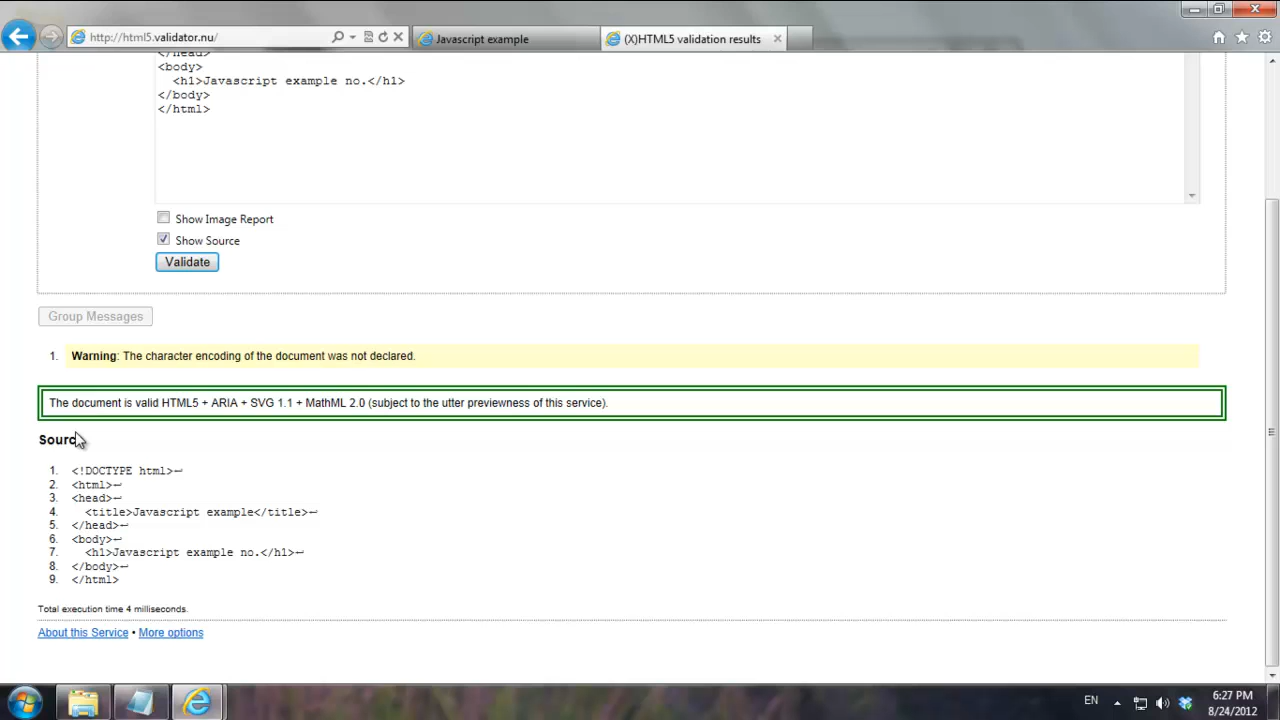 http://html5.validator.nu/
Javascript example
(X)HTML5 validation results
</head>
<body>
<h1>Javascript example no.</h1>
</body>
</html>
Show Image Report
Show Source
Validate
Group Messages
1. Warning: The character encoding of the document was not declared.
The document is valid HTML5 + ARIA + SVG 1.1 + MathML 2.0 (subject to the utter previewness of this service).
Sourc
1. <!DOCTYPE html>↩
2. <html>↩
3. <head>↩
4. <title>Javascript example</title>↩
5. </head>↩
6. <body>↩
7. <h1>Javascript example no.</h1>↩
8. </body>↩
9. </html>
Total execution time 4 milliseconds.
About this Service • More options
EN
6:27 PM
8/24/2012